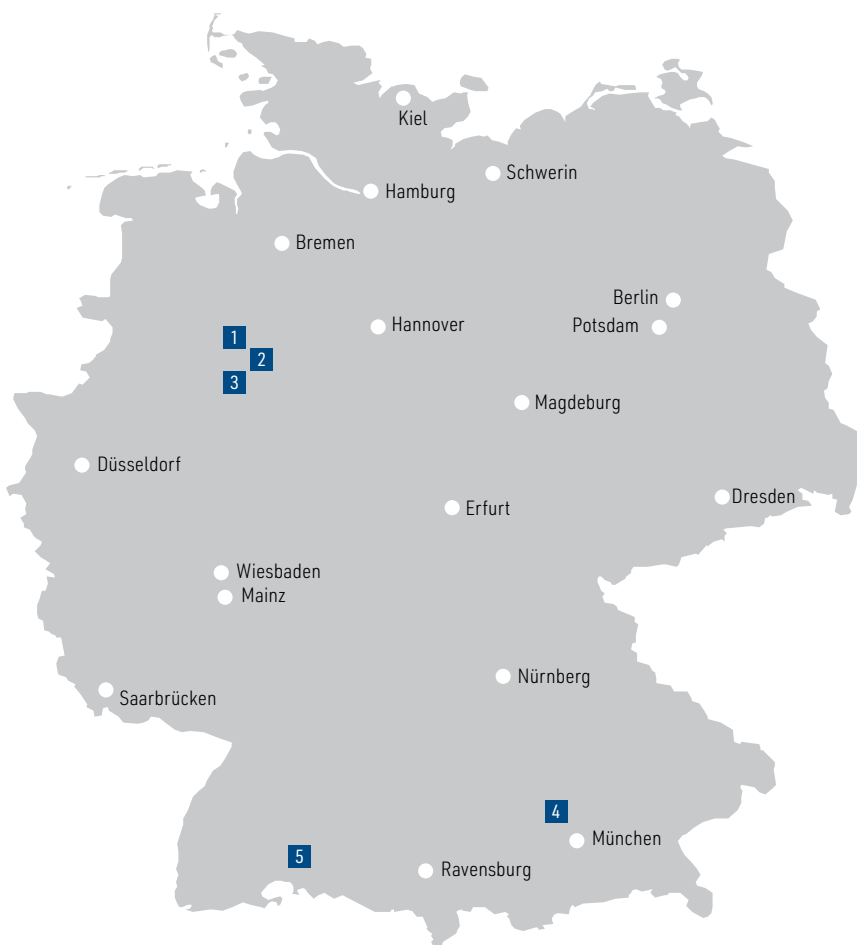 Kiel
Schwerin
Hamburg
Bremen
Berlin
Hannover
Potsdam
1
2
3
Magdeburg
Düsseldorf
Dresden
Erfurt
Wiesbaden
Mainz
Nürnberg
Saarbrücken
4
München
5
Ravensburg